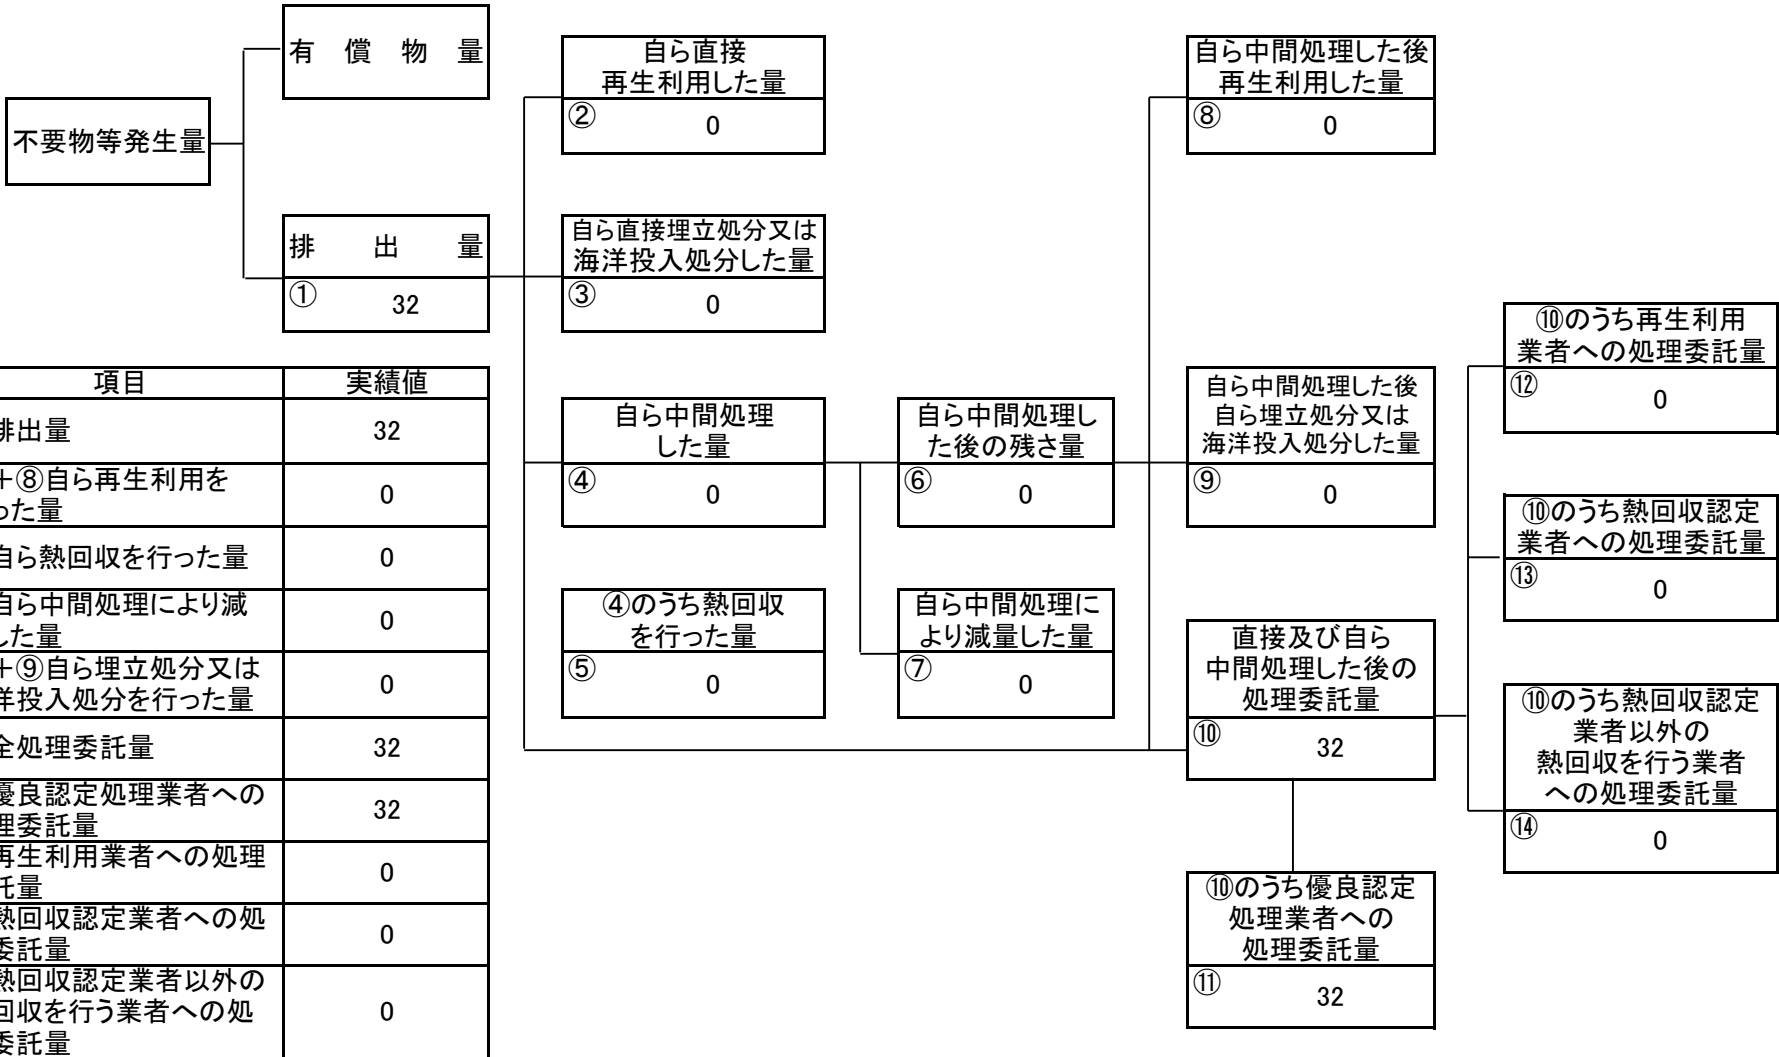 有償物量
不要物等発生量
排出量
① 32
自ら直接
再生利用した量
② 0
自ら直接埋立処分又は
海洋投入処分した量
③ 0
自ら中間処理
した量
④ 0
④のうち熱回収
を行った量
⑤ 0
自ら中間処理し
た後の残さ量
⑥ 0
自ら中間処理に
より減量した量
⑦ 0
自ら中間処理した後
再生利用した量
⑧ 0
自ら中間処理した後
自ら埋立処分又は
海洋投入処分した量
⑨ 0
直接及び自ら
中間処理した後の
処理委託量
⑩ 32
⑩のうち優良認定
処理業者への
処理委託量
⑪ 32
⑩のうち再生利用
業者への処理委託量
⑫ 0
⑩のうち熱回収認定
業者への処理委託量
⑬ 0
⑩のうち熱回収認定
業者以外の
熱回収を行う業者
への処理委託量
⑭ 0
項目 実績値
排出量 32
+⑧自ら再生利用を
った量 0
自ら熱回収を行った量 0
自ら中間処理により減
した量 0
+⑨自ら埋立処分又は
洋投入処分を行った量 0
全処理委託量 32
優良認定処理業者への
理委託量 32
再生利用業者への処理
託量 0
熱回収認定業者への処
委託量 0
熱回収認定業者以外の
回収を行う業者への処
委託量 0